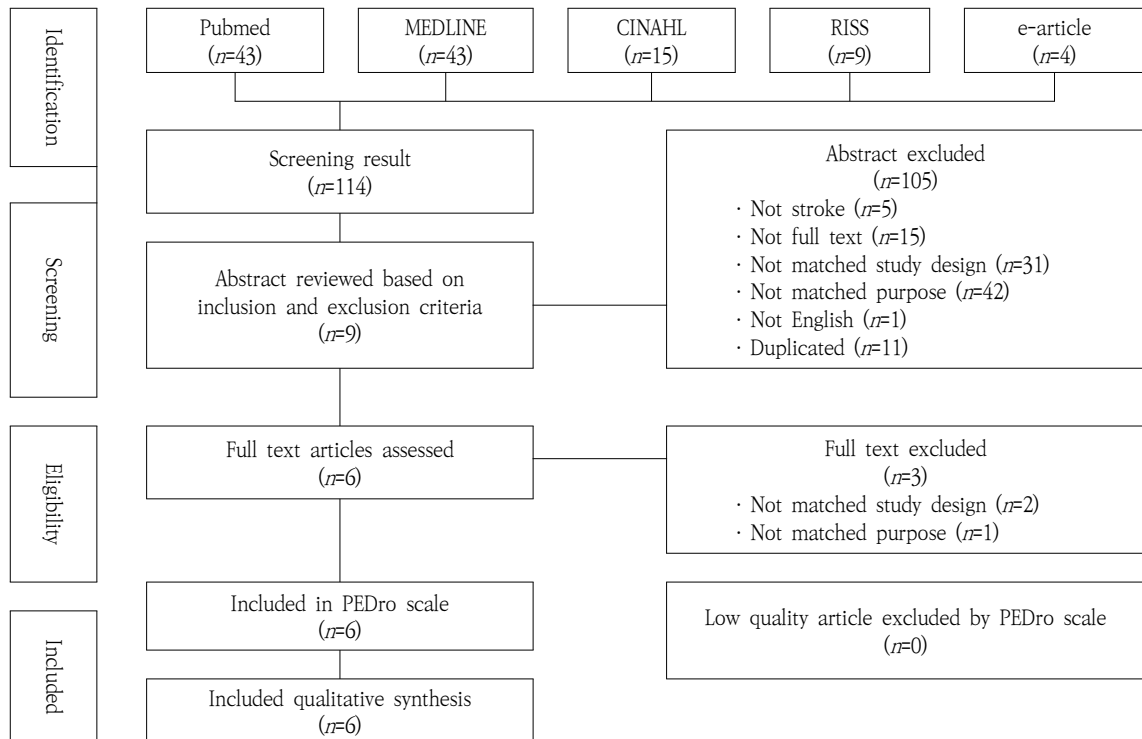 Identification
Pubmed
(n=43)
MEDLINE
(n=43)
CINAHL
(n=15)
RISS
(n=9)
e-article
(n=4)
Screening result
(n=114)
Abstract excluded
(n=105)
· Not stroke (n=5)
· Not full text (n=15)
· Not matched study design (n=31)
· Not matched purpose (n=42)
· Not English (n=1)
· Duplicated (n=11)
Screening
Abstract reviewed based on
inclusion and exclusion criteria
(n=9)
Eligibility
Full text articles assessed
(n=6)
Full text excluded
(n=3)
· Not matched study design (n=2)
· Not matched purpose (n=1)
Included
Included in PEDro scale
(n=6)
Low quality article excluded by PEDro scale
(n=0)
Included qualitative synthesis
(n=6)